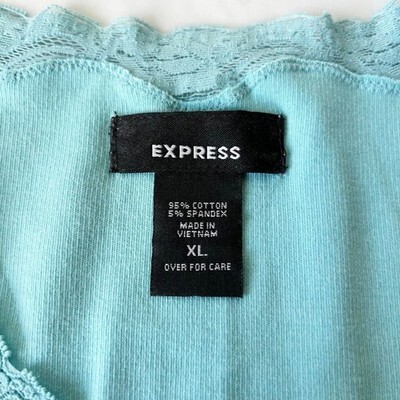 EXPRESS
95% COTTON
5% SPANDEX
MADE IN
VIETNAM
XL.
OVER FOR CARE